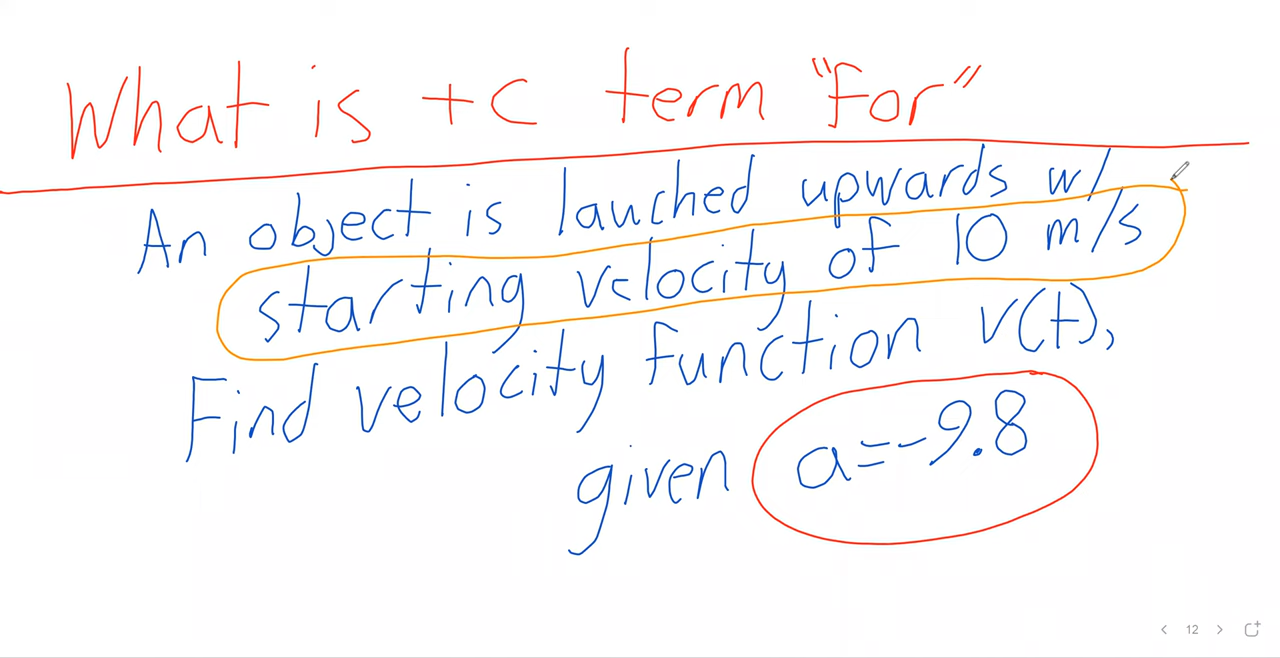 What is +C term "For"
An object is lauched upwards w/
starting velocity of 10 m/s
Find velocity function v(t),
given a=-9.8
< 12 >